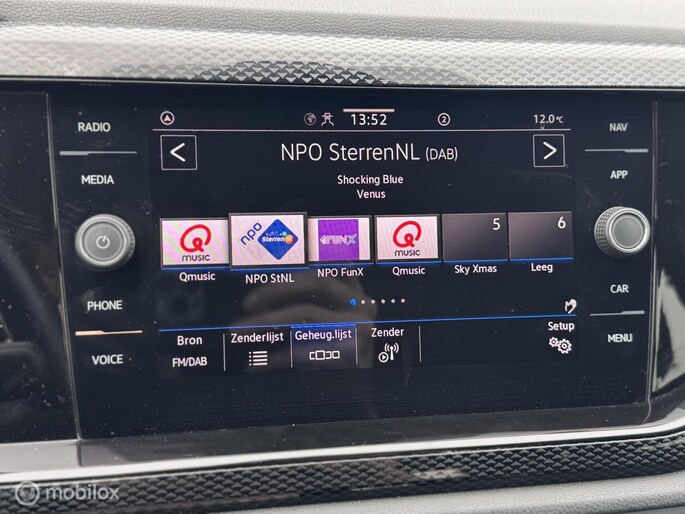 RADIO
MEDIA
PHONE
VOICE
13:52
2
12.0°C
NPO SterrenNL (DAB)
Shocking Blue
Venus
Q
MUSIC
Qmusic
npo
SterrenNL
NPO StNL
FUNX
NPO FunX
Q
MUSIC
Qmusic
5
Sky Xmas
6
Leeg
Bron
FM/DAB
Zenderlijst
Geheug.lijst
Zender
Setup
NAV
APP
CAR
MENU
mobilox